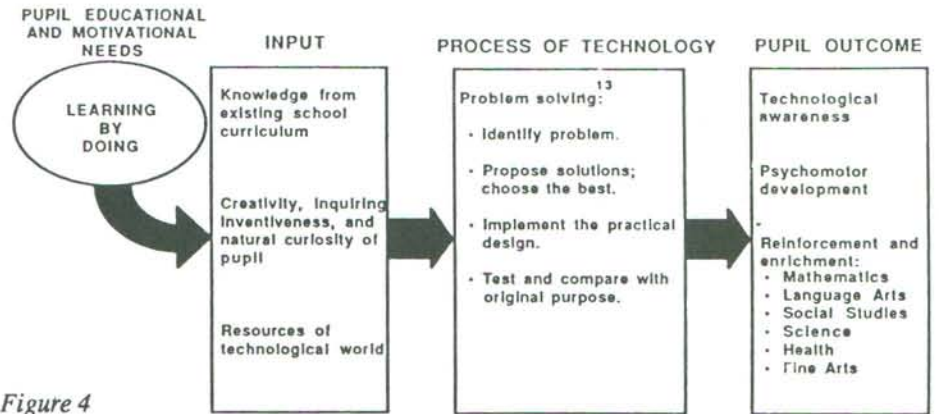 PUPIL EDUCATIONAL
AND MOTIVATIONAL
NEEDS
LEARNING
BY
DOING
INPUT
Knowledge from
existing school
curriculum
Creativity, inquiring
inventiveness, and
natural curiosity of
pupil
Resources of
technological world
PROCESS OF TECHNOLOGY
Problem solving: 13
· Identify problem.
· Propose solutions;
choose the best.
· Implement the practical
design.
· Test and compare with
original purpose.
PUPIL OUTCOME
Technological
awareness
Psychomotor
development
Reinforcement and
enrichment:
· Mathematics
· Language Arts
· Social Studies
· Science
· Health
· Fine Arts
Figure 4